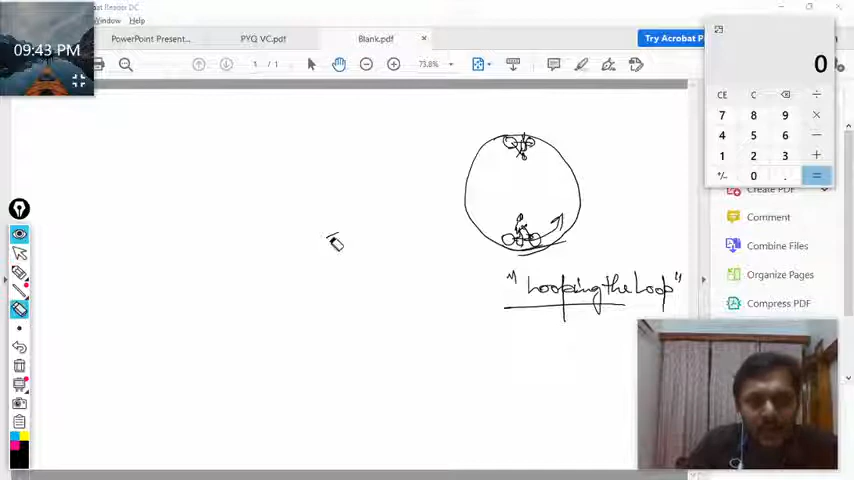 09:43 PM
Window Help
PowerPoint Present...
PYQ VC.pdf
Blank.pdf
×
Try Acrobat P
1 / 1
73.8%
0
CE C ÷
7 8 9 ×
4 5 6 −
1 2 3 +
+/− 0 . =
Comment
Combine Files
Organize Pages
Compress PDF
"Looping the Loop"